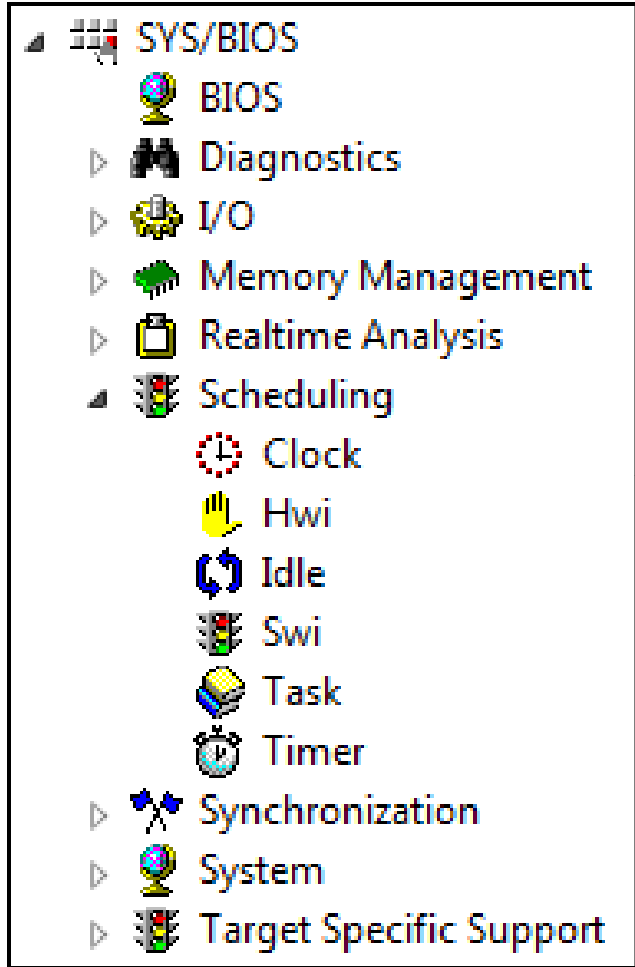 SYS/BIOS
BIOS
Diagnostics
I/O
Memory Management
Realtime Analysis
Scheduling
Clock
Hwi
Idle
Swi
Task
Timer
Synchronization
System
Target Specific Support